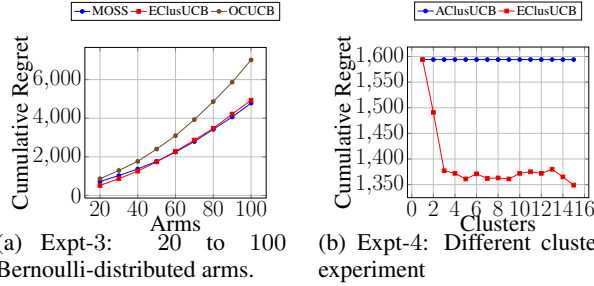 MOSS EClusUCB OCUCB
Cumulative Regret
6,000
4,000
2,000
0
20 40 60 80 100
Arms
(a) Expt-3: 20 to 100
Bernoulli-distributed arms.
AClusUCB EClusUCB
Cumulative Regret
1,600
1,550
1,500
1,450
1,400
1,350
0 2 4 6 8 10 12 14 16
Clusters
(b) Expt-4: Different cluste
experiment